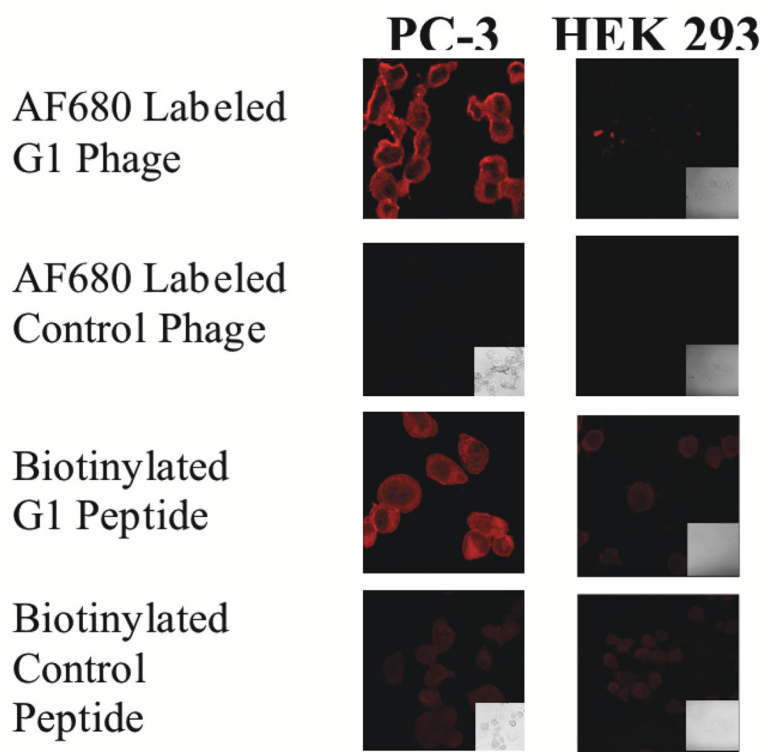 PC-3 HEK 293
AF680 Labeled
G1 Phage
AF680 Labeled
Control Phage
Biotinylated
G1 Peptide
Biotinylated
Control
Peptide